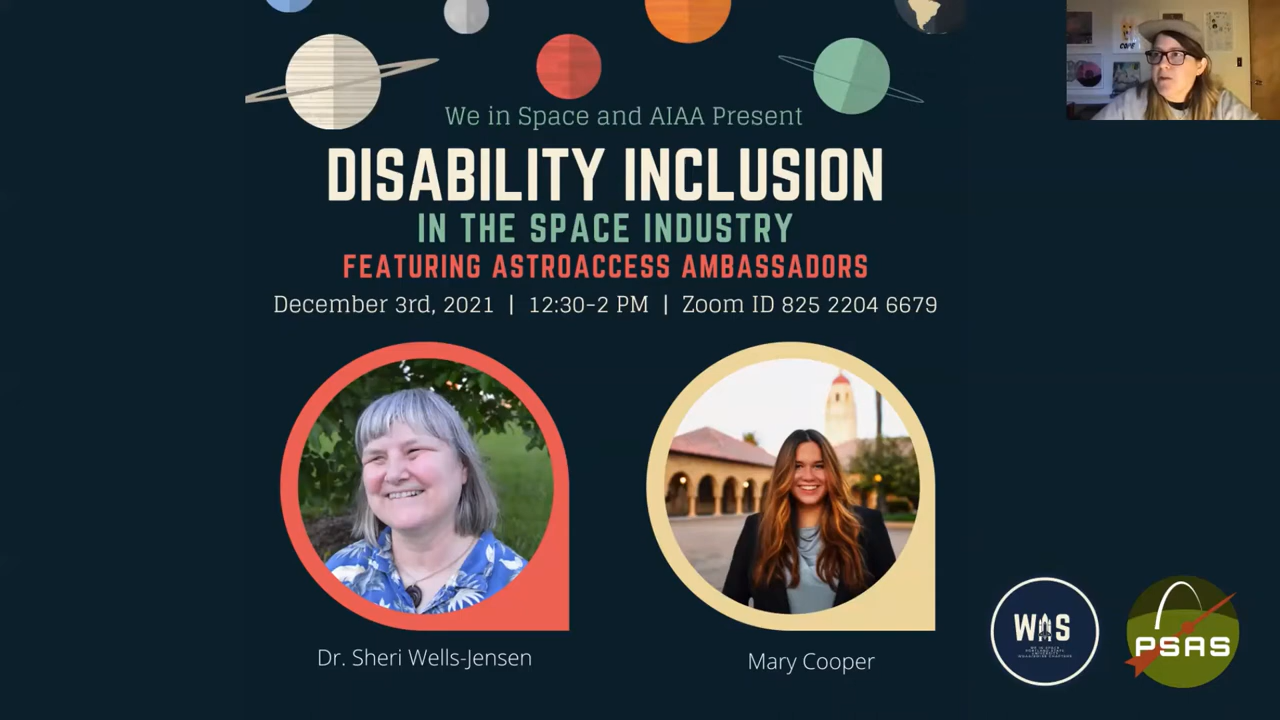 We in Space and AIAA Present
DISABILITY INCLUSION
IN THE SPACE INDUSTRY
FEATURING ASTROACCESS AMBASSADORS
December 3rd, 2021 | 12:30-2 PM | Zoom ID 825 2204 6679
Dr. Sheri Wells-Jensen
Mary Cooper
WAS
PSAS